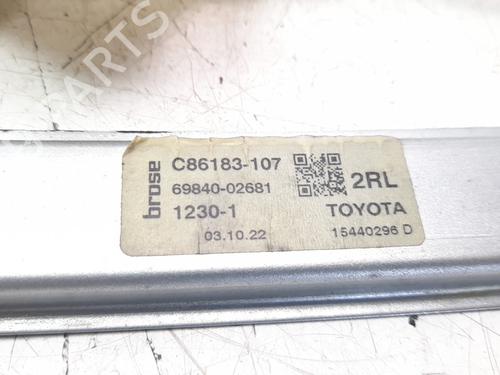 brose
C86183-107
69840-02681
1230-1
03.10.22
2RL
TOYOTA
15440296 D